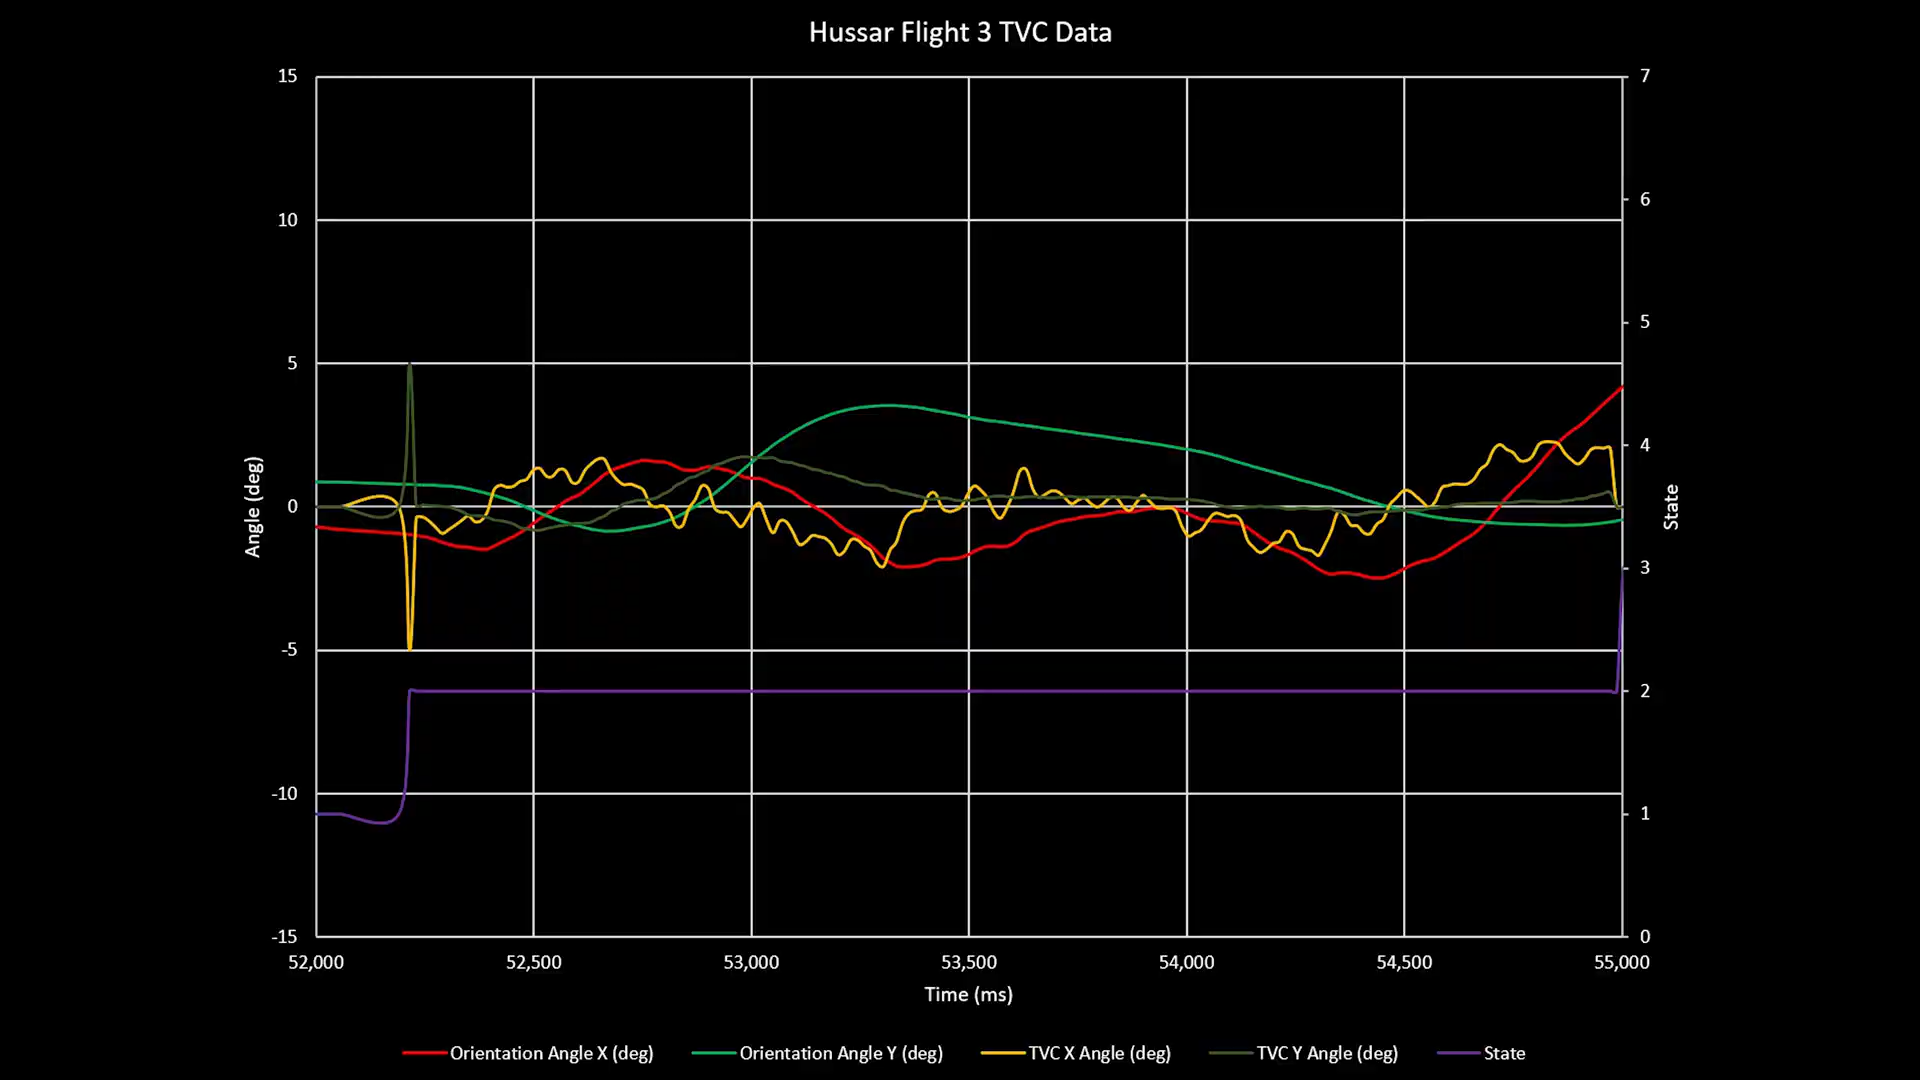 Hussar Flight 3 TVC Data
15
10
5
0
-5
-10
-15
Angle (deg)
7
6
5
4
3
2
1
0
State
52,000 52,500 53,000 53,500 54,000 54,500 55,000
Time (ms)
Orientation Angle X (deg) Orientation Angle Y (deg) TVC X Angle (deg) TVC Y Angle (deg) State